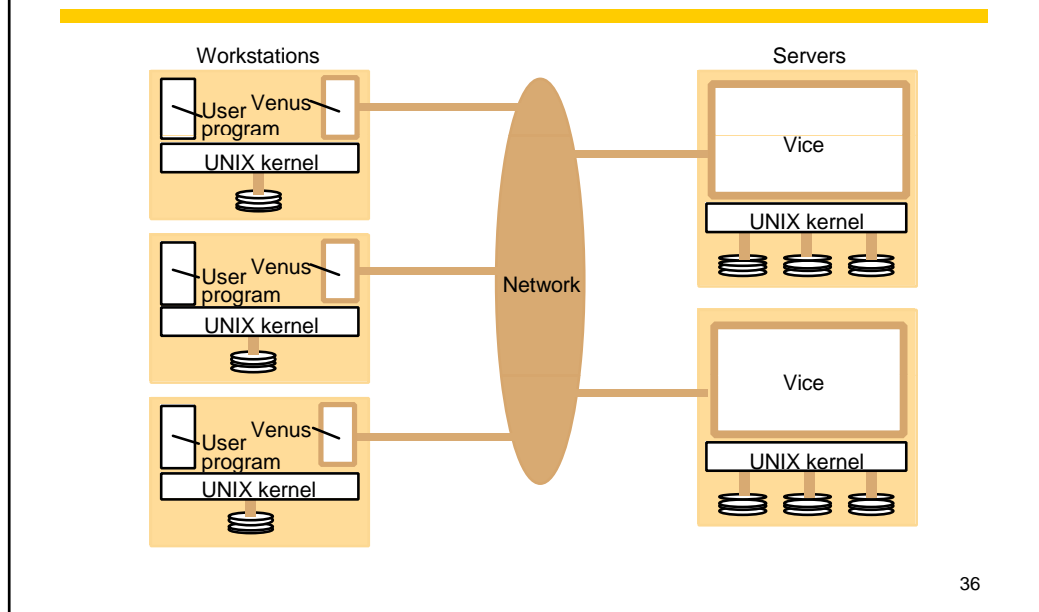 Workstations
Servers
User
program
Venus
UNIX kernel
User
program
Venus
UNIX kernel
User
program
Venus
UNIX kernel
Network
Vice
UNIX kernel
Vice
UNIX kernel
36